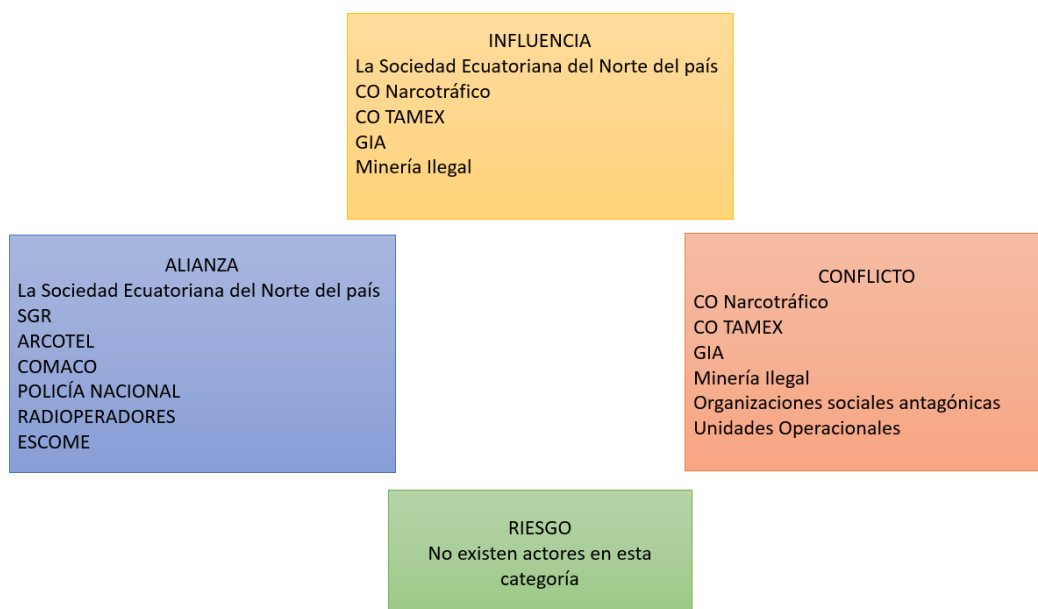 INFLUENCIA
La Sociedad Ecuatoriana del Norte del país
CO Narcotráfico
CO TAMEX
GIA
Minería Ilegal
ALIANZA
La Sociedad Ecuatoriana del Norte del país
SGR
ARCOTEL
COMACO
POLICÍA NACIONAL
RADIOPERADORES
ESCOME
CONFLICTO
CO Narcotráfico
CO TAMEX
GIA
Minería Ilegal
Organizaciones sociales antagónicas
Unidades Operacionales
RIESGO
No existen actores en esta
categoría